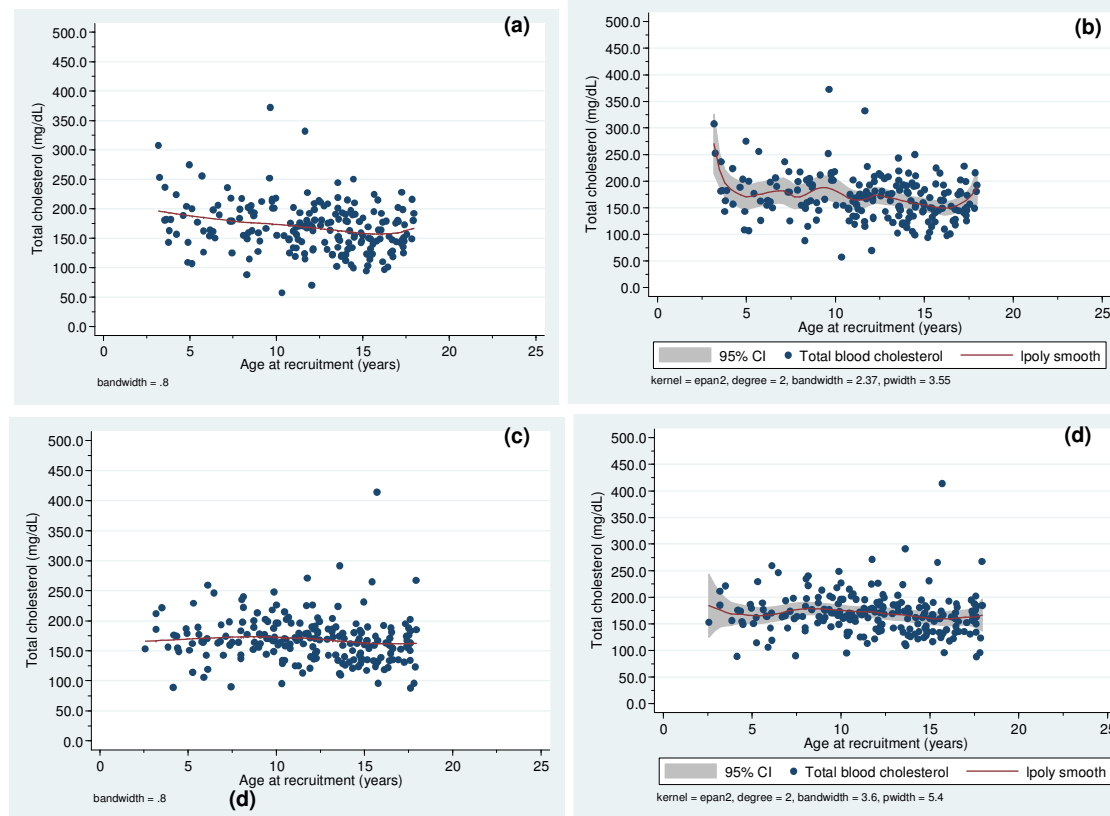 (a)
500.0
450.0
400.0
350.0
300.0
250.0
200.0
150.0
100.0
50.0
0.0
Total cholesterol (mg/dL)
0 5 10 15 20 25
Age at recruitment (years)
bandwidth = .8
(b)
500.0
450.0
400.0
350.0
300.0
250.0
200.0
150.0
100.0
50.0
0.0
Total cholesterol (mg/dL)
0 5 10 15 20 25
Age at recruitment (years)
95% CI Total blood cholesterol lpoly smooth
kernel = epan2, degree = 2, bandwidth = 2.37, pwidth = 3.55
(c)
500.0
450.0
400.0
350.0
300.0
250.0
200.0
150.0
100.0
50.0
0.0
Total cholesterol (mg/dL)
0 5 10 15 20 25
Age at recruitment (years)
bandwidth = .8
(d)
(d)
500.0
450.0
400.0
350.0
300.0
250.0
200.0
150.0
100.0
50.0
0.0
Total cholesterol (mg/dL)
0 5 10 15 20 25
Age at recruitment (years)
95% CI Total blood cholesterol lpoly smooth
kernel = epan2, degree = 2, bandwidth = 3.6, pwidth = 5.4